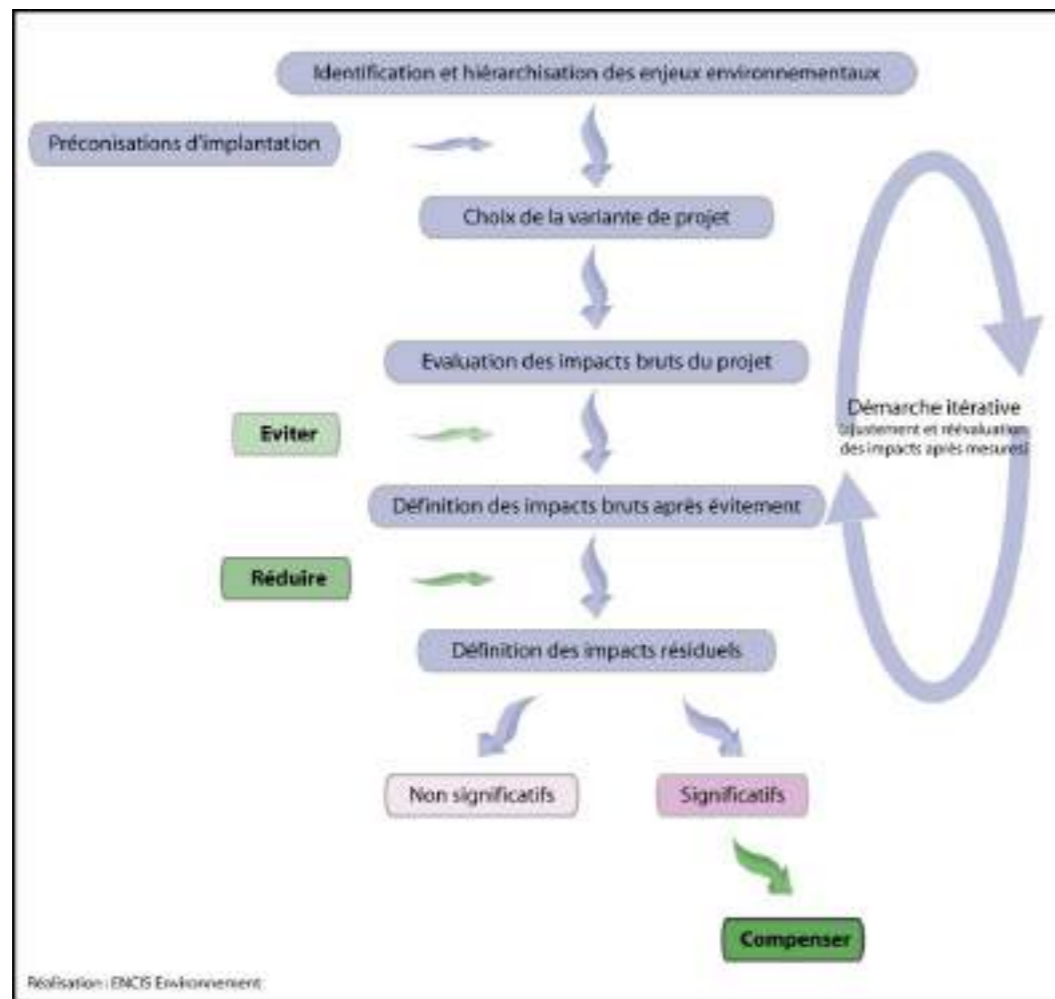 Identification et hiérarchisation des enjeux environnementaux
Préconisations d'implantation
Choix de la variante de projet
Evaluation des impacts bruts du projet
Eviter
Démarche itérative
(ajustement et réévaluation
des impacts après mesures)
Définition des impacts bruts après évitement
Réduire
Définition des impacts résiduels
Non significatifs
Significatifs
Compenser
Réalisation : ENCIS Environnement